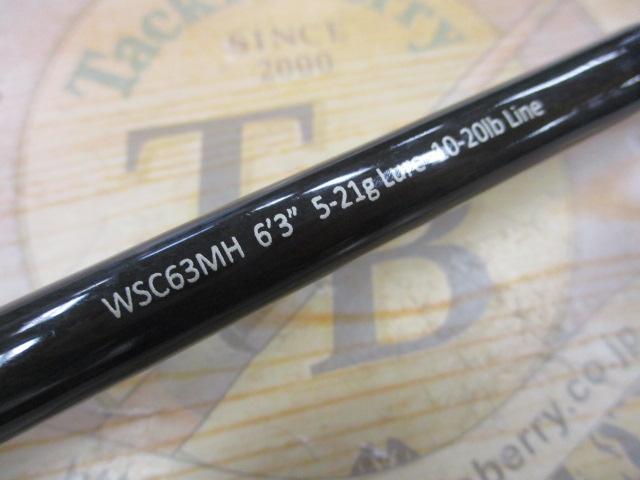 Tackle Berry
SINCE
2000
TB
WSC63MH 6'3" 5-21g Lure 10-20lb Line
berry.co.jp